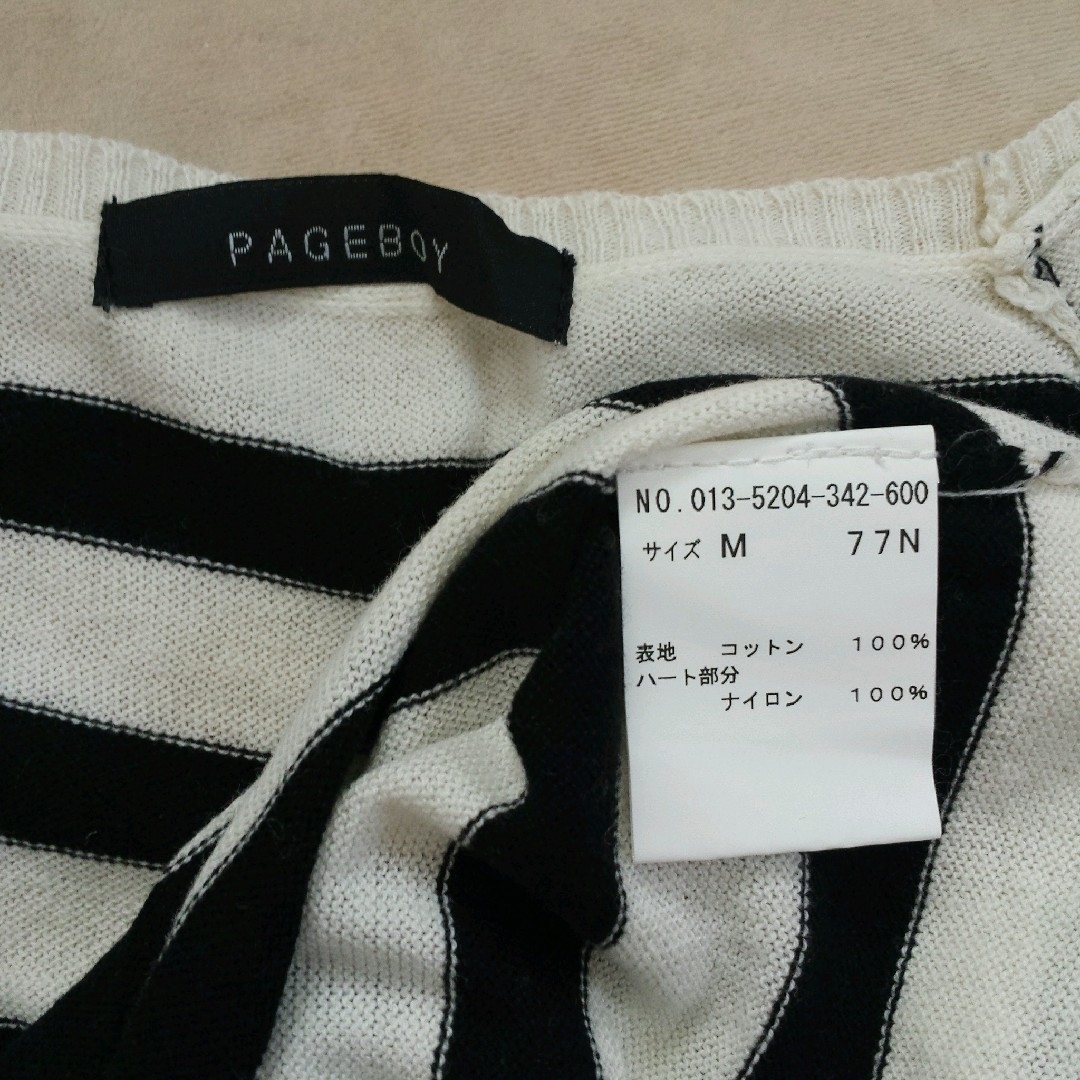 PAGEBOY
NO.013-5204-342-600
サイズ M 77N
表地 コットン 100%
ハート部分
ナイロン 100%